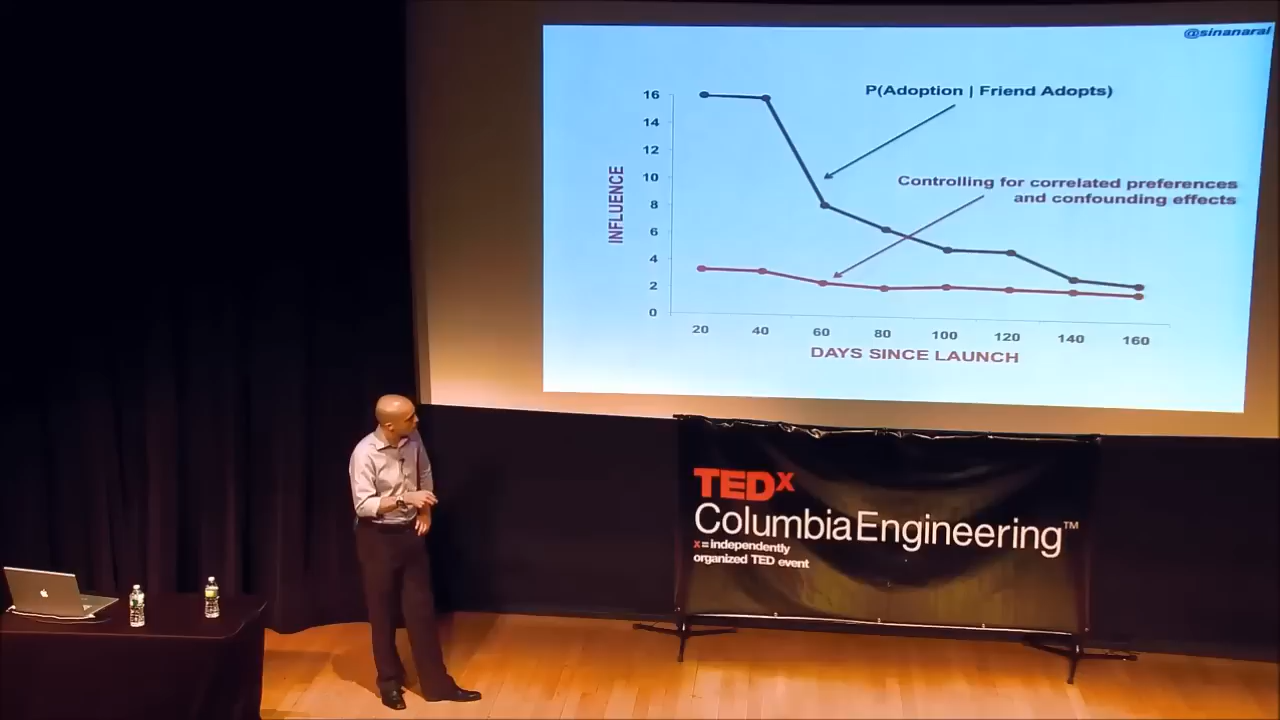 @sinanaral
P(Adoption | Friend Adopts)
Controlling for correlated preferences
and confounding effects
INFLUENCE
16
14
12
10
8
6
4
2
0
20 40 60 80 100 120 140 160
DAYS SINCE LAUNCH
TEDx
ColumbiaEngineering™
x=independently
organized TED event